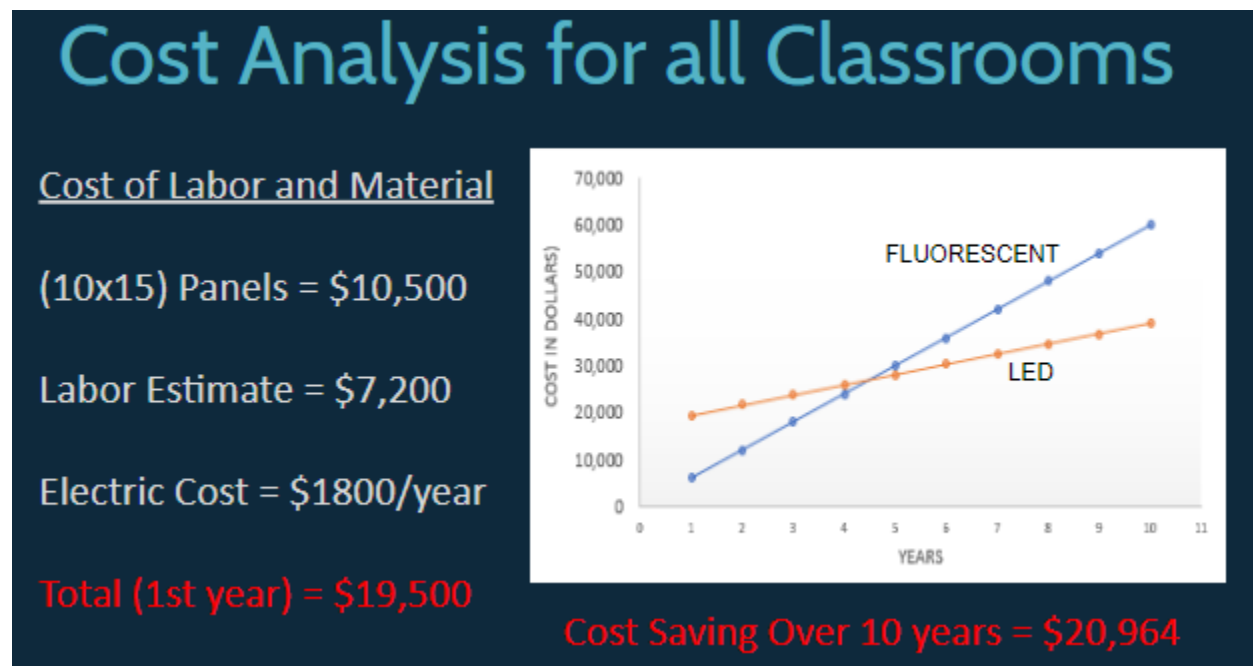 Cost Analysis for all Classrooms
Cost of Labor and Material
(10x15) Panels = $10,500
Labor Estimate = $7,200
Electric Cost = $1800/year
Total (1st year) = $19,500
70,000
60,000
50,000
40,000
30,000
20,000
10,000
0
COST IN DOLLARS)
FLUORESCENT
LED
0 1 2 3 4 5 6 7 8 9 10 11
YEARS
Cost Saving Over 10 years = $20,964